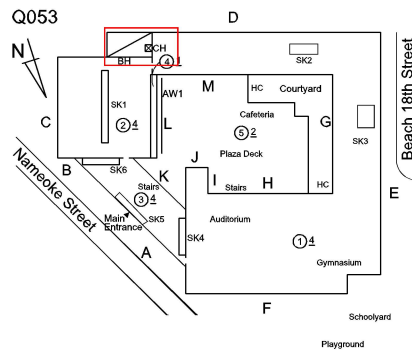 Q053
D
N
CH
4 1
BH
SK2
M
HC
Courtyard
AW1
SK1
Cafeteria
G
SK3
Beach 18th Street
C
2 4
L
5 2
Plaza Deck
J
SK6
B
K
I
Stairs
H
HC
E
Stairs
3 4
Nameoke Street
Main
Entrance
SK5
Auditorium
SK4
1 4
A
Gymnasium
F
Schoolyard
Playground